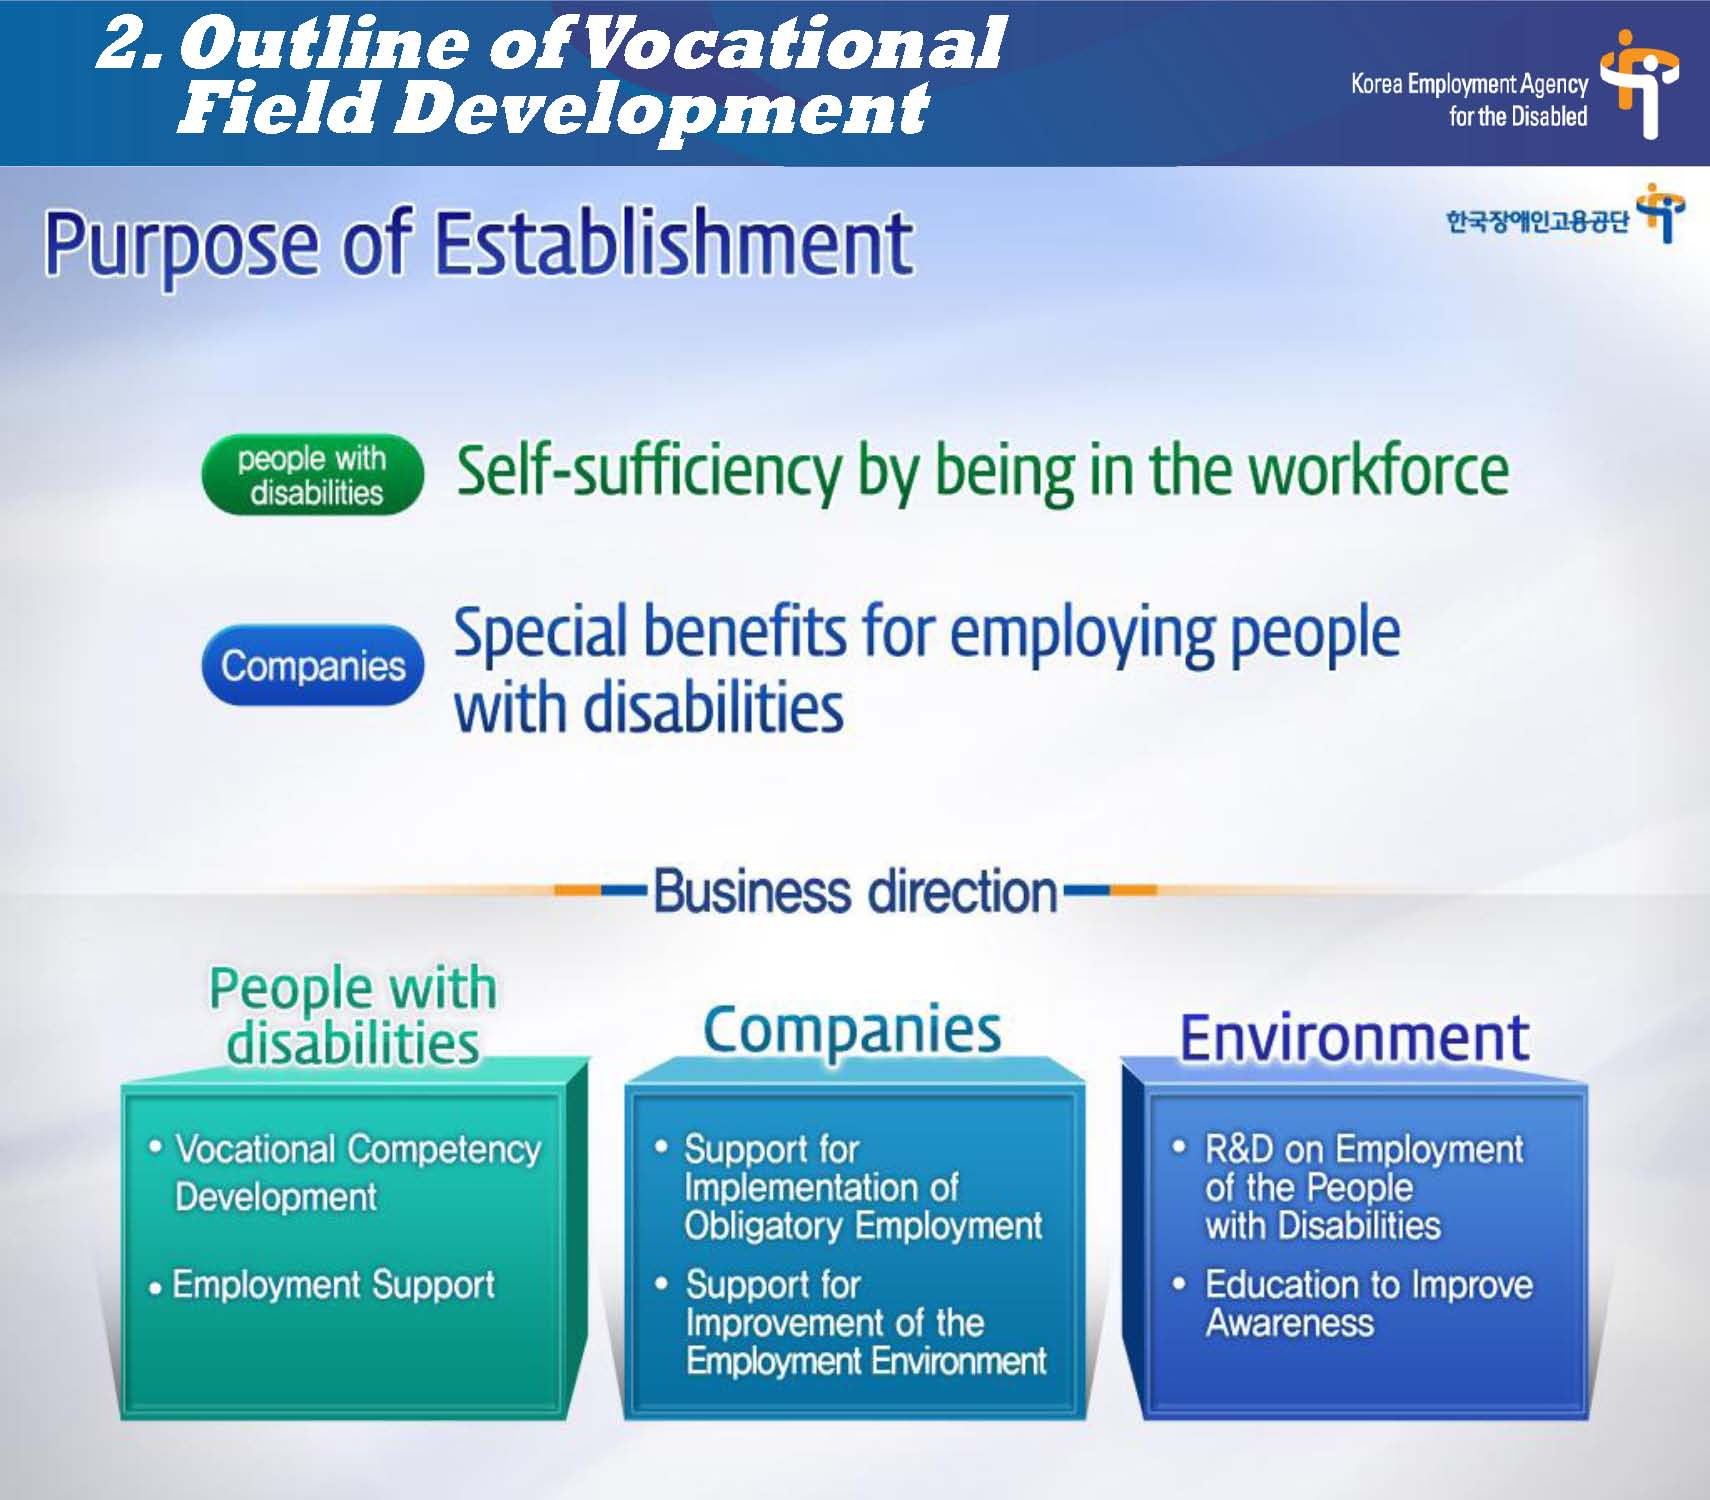 2. Outline of Vocational
Field Development
Korea Employment Agency
for the Disabled
Purpose of Establishment
한국장애인고용공단
people with
disabilities
Self-sufficiency by being in the workforce
Companies
Special benefits for employing people
with disabilities
Business direction
People with
disabilities
• Vocational Competency
Development
• Employment Support
Companies
• Support for
Implementation of
Obligatory Employment
• Support for
Improvement of the
Employment Environment
Environment
• R&D on Employment
of the People
with Disabilities
• Education to Improve
Awareness